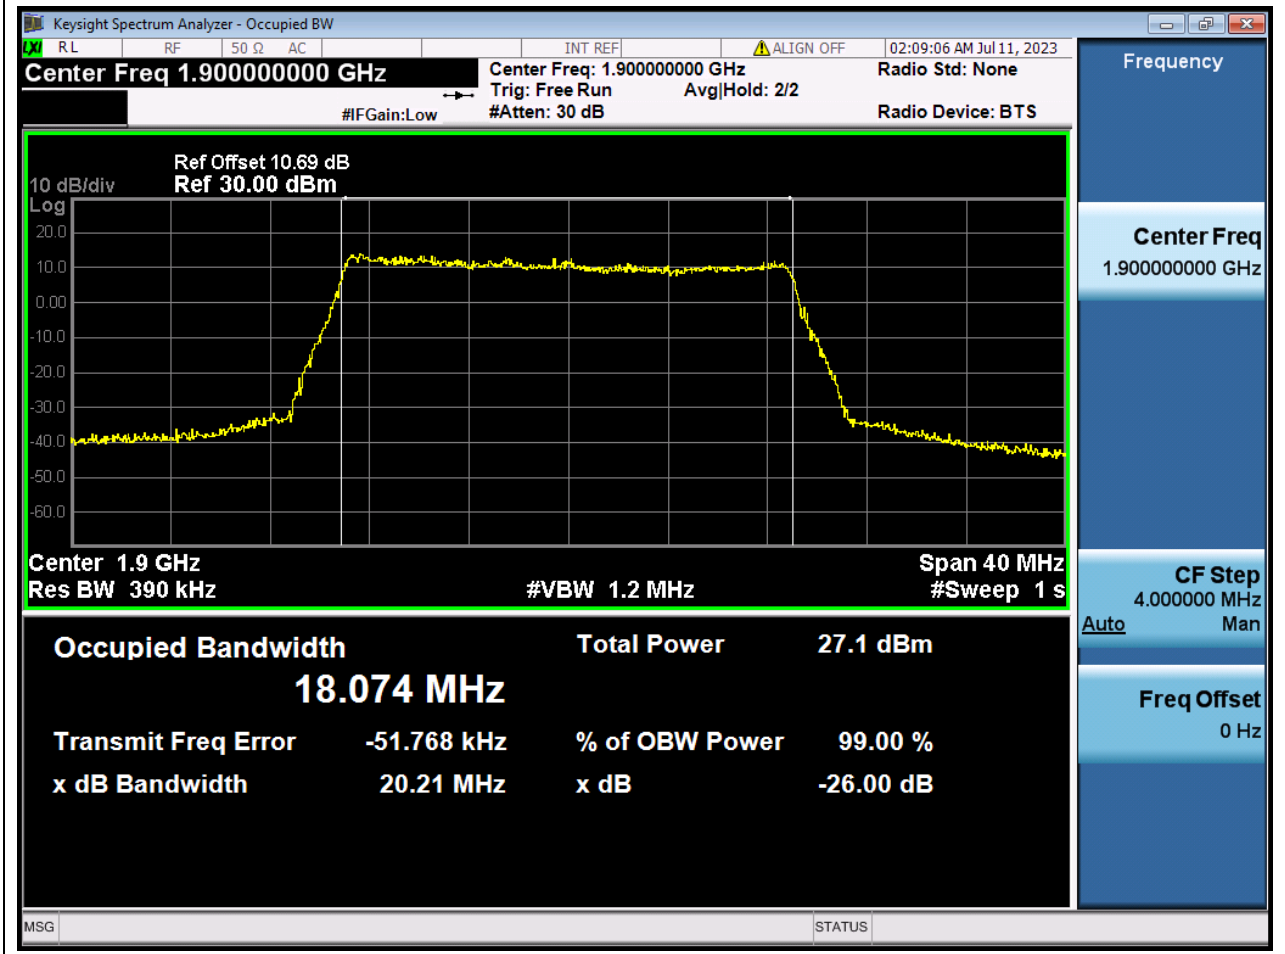 Keysight Spectrum Analyzer - Occupied BW
LXI RL RF 50 Ω AC INT REF ALIGN OFF 02:09:06 AM Jul 11, 2023
Center Freq 1.900000000 GHz
Center Freq: 1.900000000 GHz
Radio Std: None
Trig: Free Run Avg|Hold: 2/2
#IFGain:Low
#Atten: 30 dB
Radio Device: BTS
Ref Offset 10.69 dB
10 dB/div Ref 30.00 dBm
Log
20.0
10.0
0.00
-10.0
-20.0
-30.0
-40.0
-50.0
-60.0
Center 1.9 GHz
Span 40 MHz
Res BW 390 kHz
#VBW 1.2 MHz
#Sweep 1 s
Occupied Bandwidth
18.074 MHz
Total Power 27.1 dBm
Transmit Freq Error -51.768 kHz
% of OBW Power 99.00 %
x dB Bandwidth 20.21 MHz
x dB -26.00 dB
MSG
STATUS
Frequency
Center Freq
1.900000000 GHz
CF Step
4.000000 MHz
Auto Man
Freq Offset
0 Hz